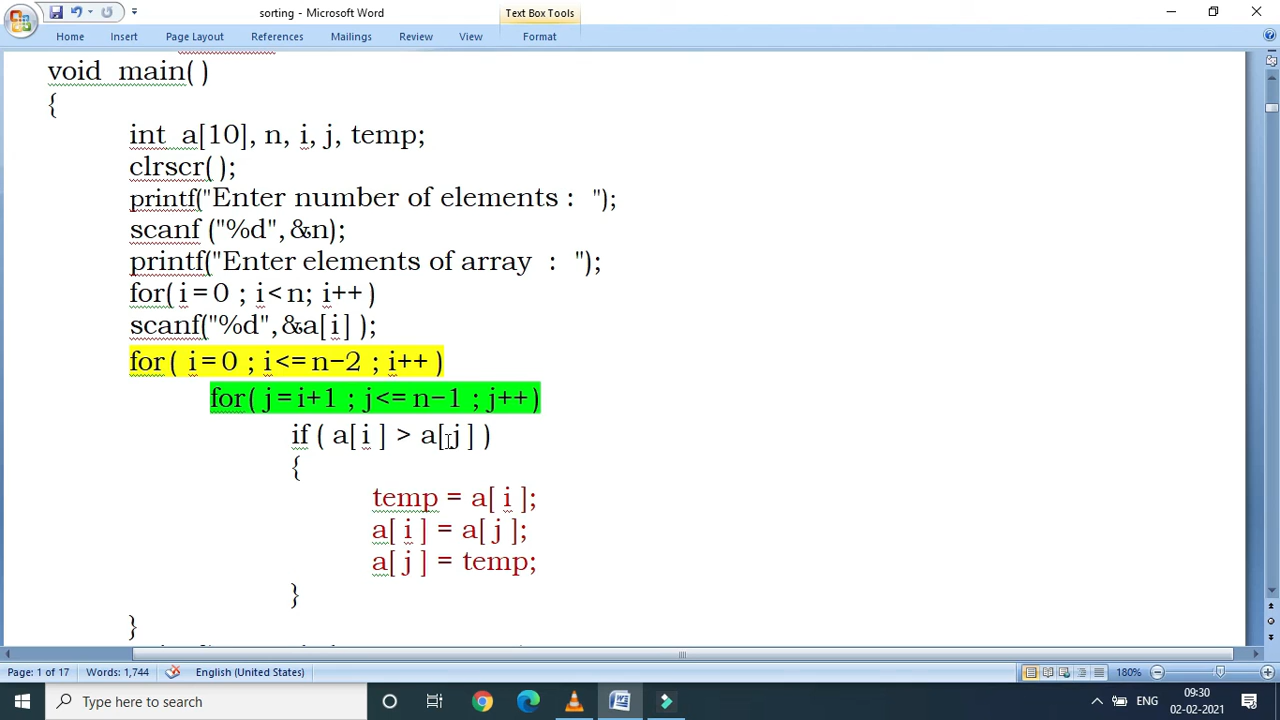 sorting - Microsoft Word
Text Box Tools
Home Insert Page Layout References Mailings Review View Format
void main( )
{
int a[10], n, i, j, temp;
clrscr( );
printf("Enter number of elements : ");
scanf ("%d", &n);
printf("Enter elements of array : ");
for( i = 0 ; i < n; i++ )
scanf("%d", &a[ i ] );
for ( i = 0 ; i <= n−2 ; i++ )
for( j = i+1 ; j <= n−1 ; j++ )
if ( a[ i ] > a[ j ] )
{
temp = a[ i ];
a[ i ] = a[ j ];
a[ j ] = temp;
}
}
Page: 1 of 17 Words: 1,744 English (United States) 180%
Type here to search
ENG
09:30
02-02-2021